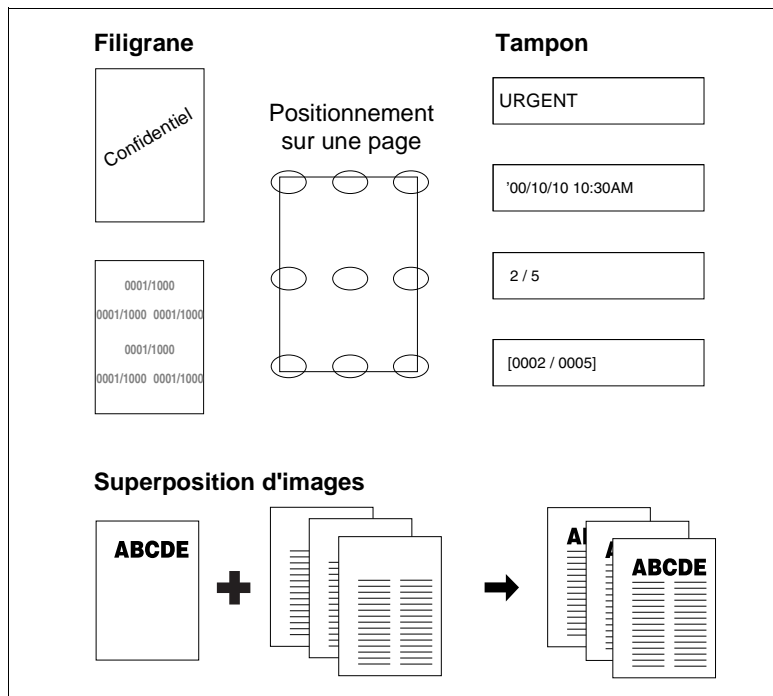 Filigrane
Confidentiel
0001/1000
0001/1000 0001/1000
0001/1000
0001/1000 0001/1000
Positionnement
sur une page
Tampon
URGENT
'00/10/10 10:30AM
2 / 5
[0002 / 0005]
Superposition d'images
ABCDE
AI
A
ABCDE